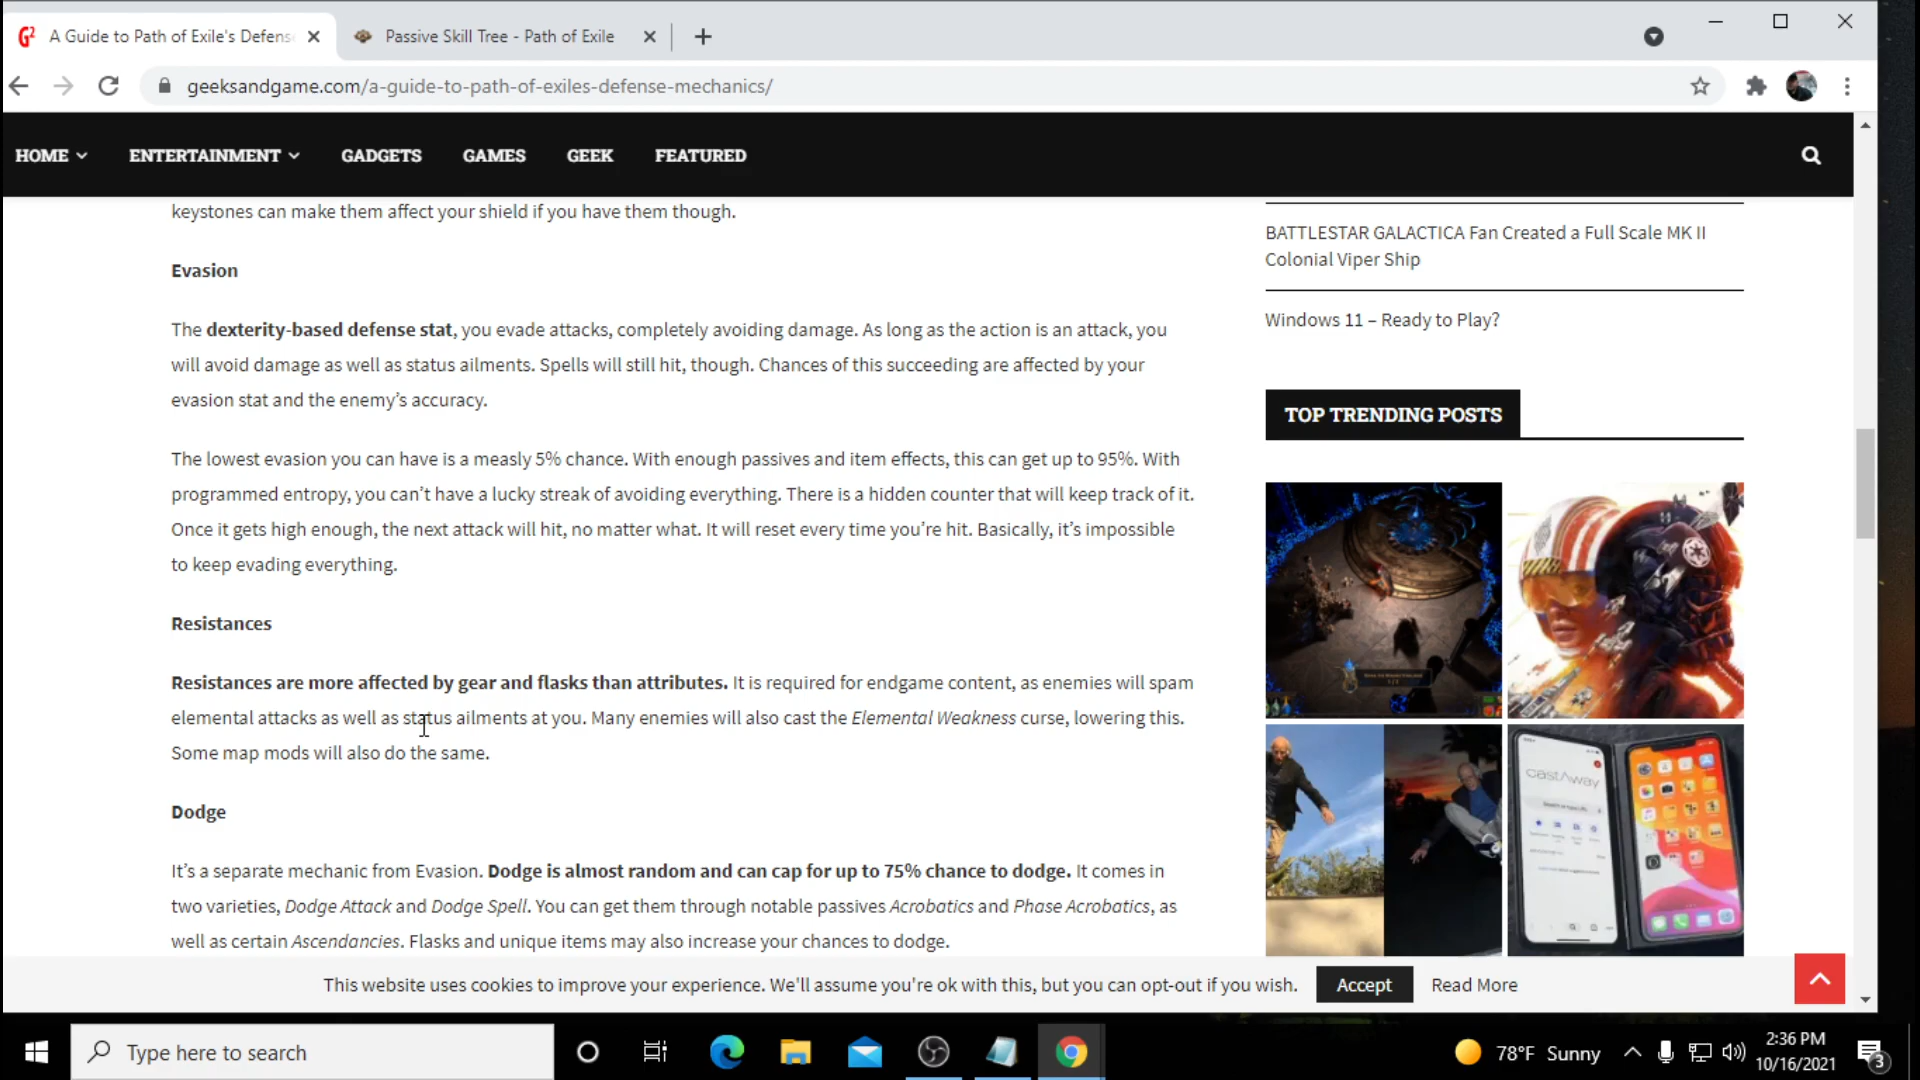 A Guide to Path of Exile's Defens
Passive Skill Tree - Path of Exile
geeksandgame.com/a-guide-to-path-of-exiles-defense-mechanics/
HOME
ENTERTAINMENT
GADGETS
GAMES
GEEK
FEATURED
keystones can make them affect your shield if you have them though.
Evasion
The dexterity-based defense stat, you evade attacks, completely avoiding damage. As long as the action is an attack, you
will avoid damage as well as status ailments. Spells will still hit, though. Chances of this succeeding are affected by your
evasion stat and the enemy's accuracy.
The lowest evasion you can have is a measly 5% chance. With enough passives and item effects, this can get up to 95%. With
programmed entropy, you can't have a lucky streak of avoiding everything. There is a hidden counter that will keep track of it.
Once it gets high enough, the next attack will hit, no matter what. It will reset every time you're hit. Basically, it's impossible
to keep evading everything.
Resistances
Resistances are more affected by gear and flasks than attributes. It is required for endgame content, as enemies will spam
elemental attacks as well as status ailments at you. Many enemies will also cast the Elemental Weakness curse, lowering this.
Some map mods will also do the same.
Dodge
It's a separate mechanic from Evasion. Dodge is almost random and can cap for up to 75% chance to dodge. It comes in
two varieties, Dodge Attack and Dodge Spell. You can get them through notable passives Acrobatics and Phase Acrobatics, as
well as certain Ascendancies. Flasks and unique items may also increase your chances to dodge.
BATTLESTAR GALACTICA Fan Created a Full Scale MK II
Colonial Viper Ship
Windows 11 – Ready to Play?
TOP TRENDING POSTS
castAway
This website uses cookies to improve your experience. We'll assume you're ok with this, but you can opt-out if you wish.
Accept
Read More
Type here to search
78°F Sunny
2:36 PM
10/16/2021
3